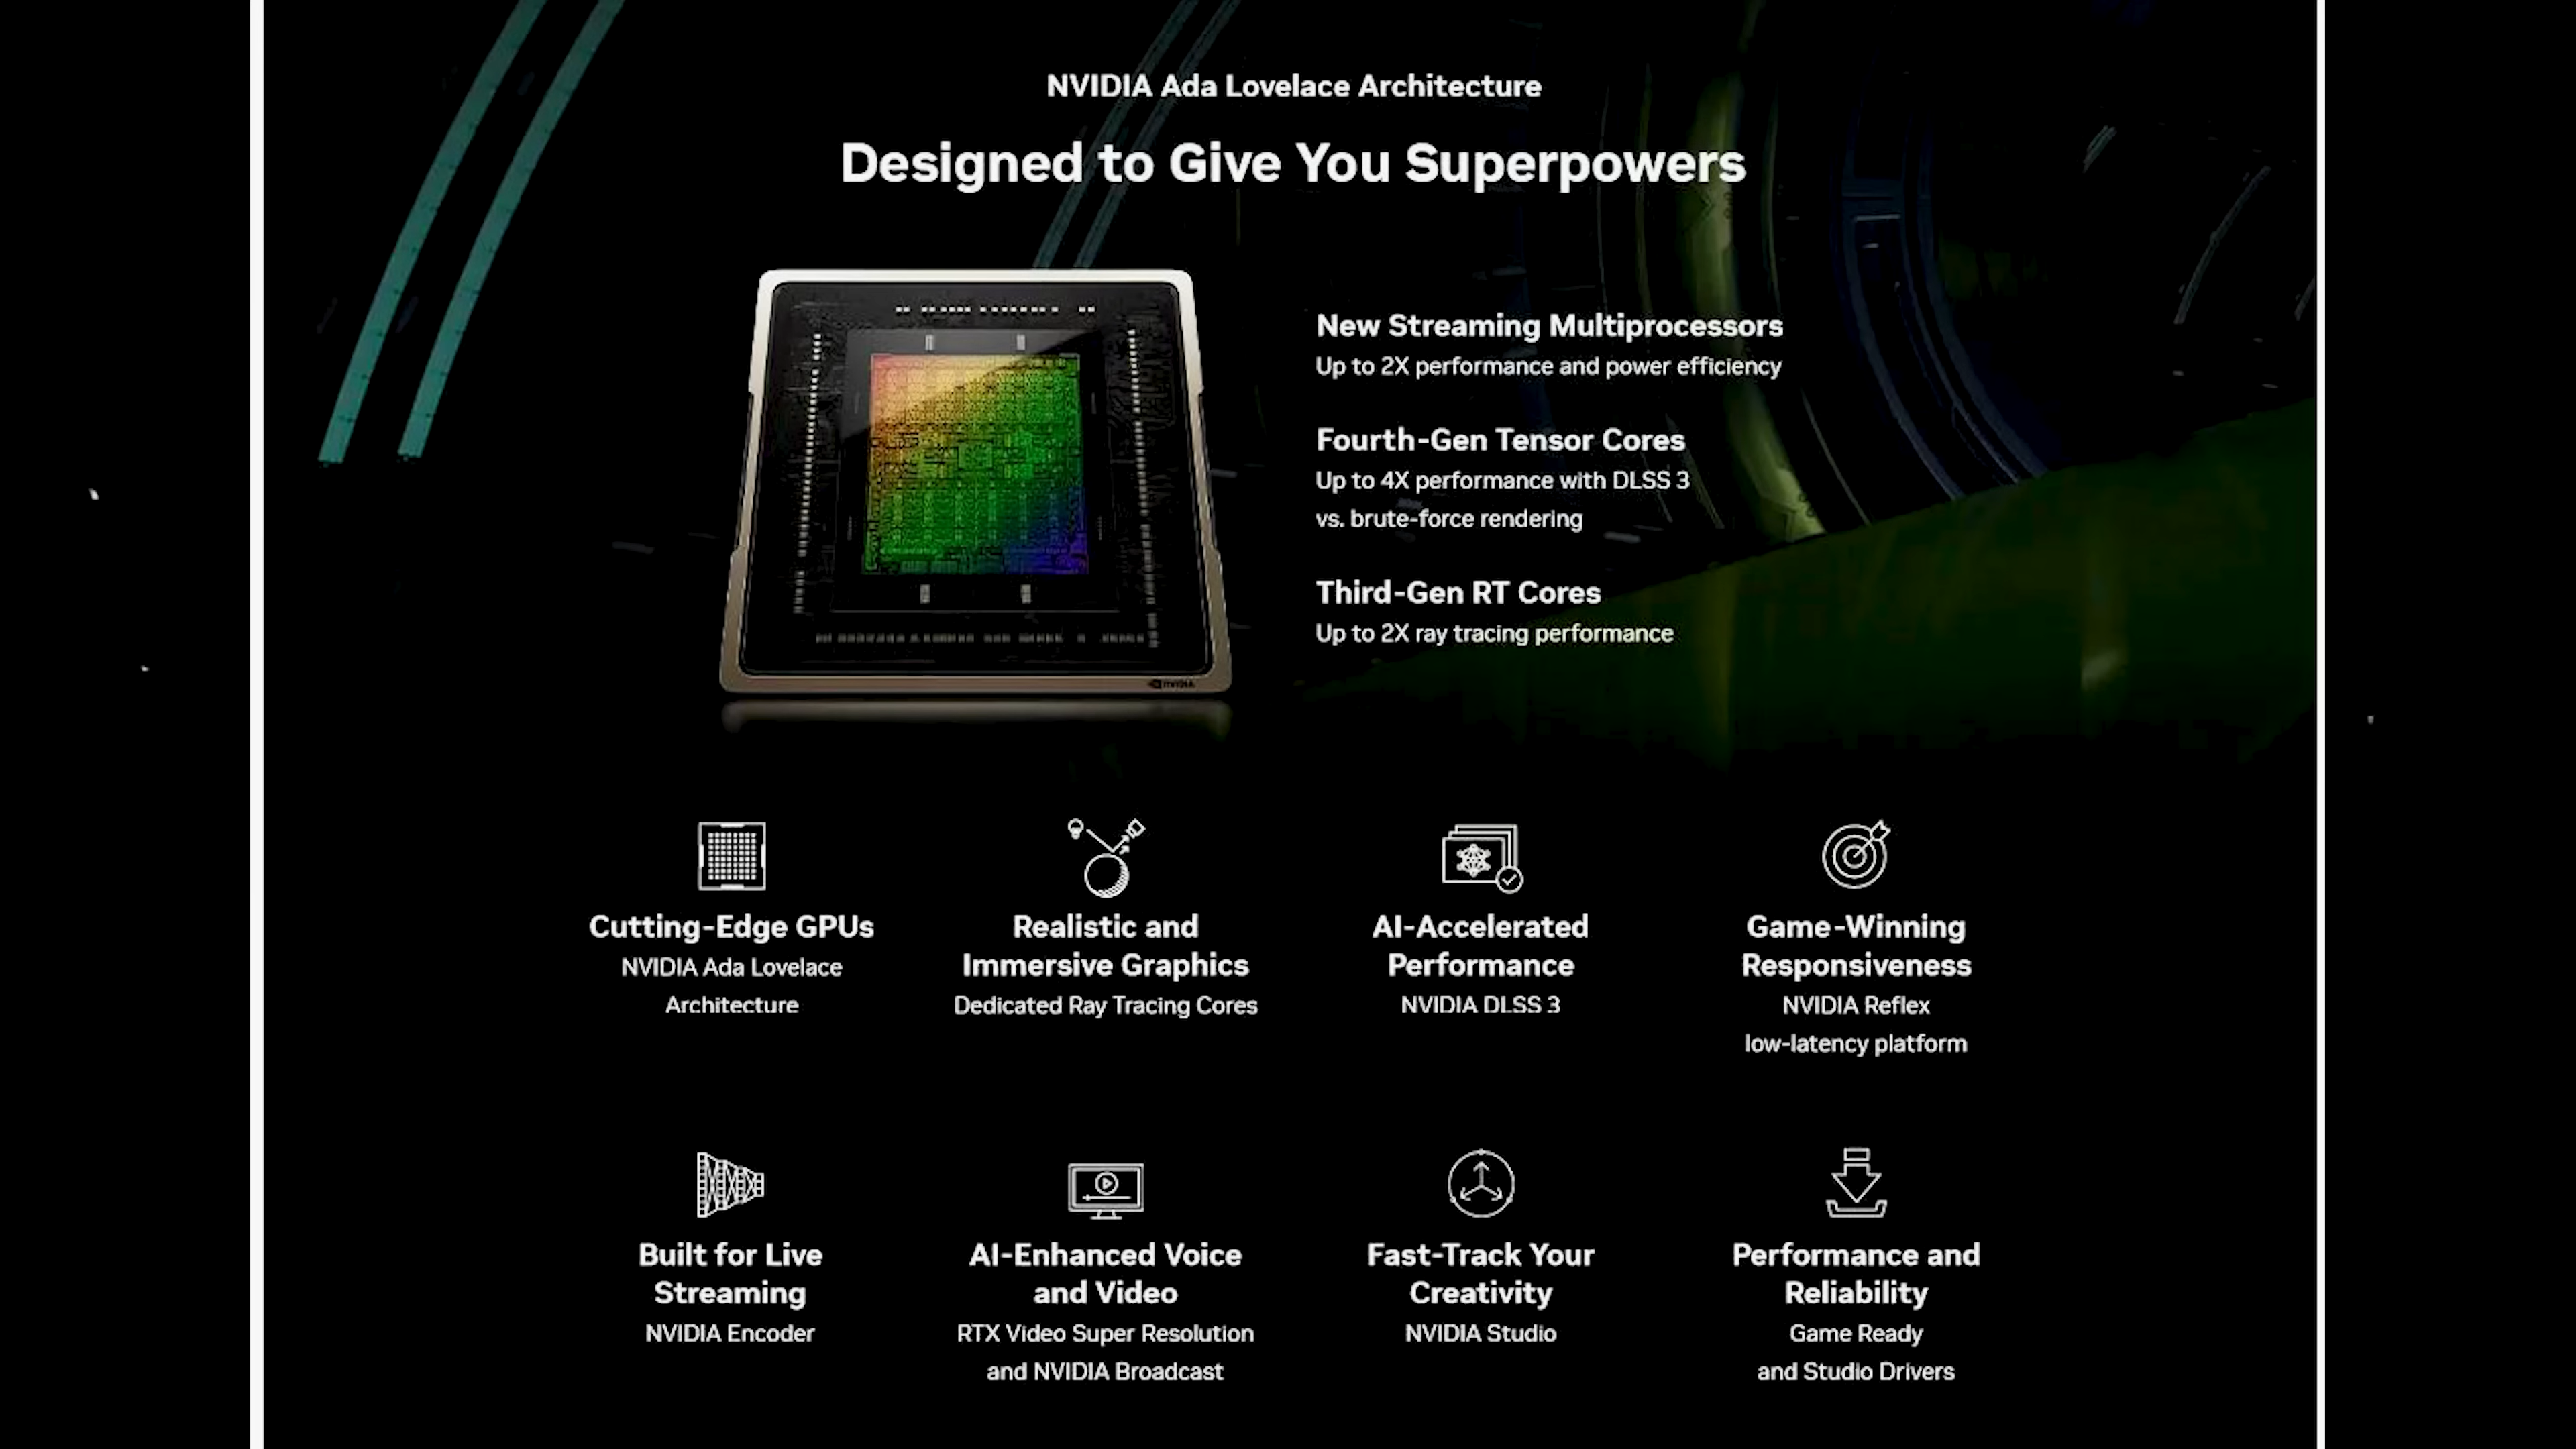 NVIDIA Ada Lovelace Architecture
Designed to Give You Superpowers
New Streaming Multiprocessors
Up to 2X performance and power efficiency
Fourth-Gen Tensor Cores
Up to 4X performance with DLSS 3
vs. brute-force rendering
Third-Gen RT Cores
Up to 2X ray tracing performance
NVIDIA
Cutting-Edge GPUs
NVIDIA Ada Lovelace
Architecture
Realistic and
Immersive Graphics
Dedicated Ray Tracing Cores
AI-Accelerated
Performance
NVIDIA DLSS 3
Game-Winning
Responsiveness
NVIDIA Reflex
low-latency platform
Built for Live
Streaming
NVIDIA Encoder
AI-Enhanced Voice
and Video
RTX Video Super Resolution
and NVIDIA Broadcast
Fast-Track Your
Creativity
NVIDIA Studio
Performance and
Reliability
Game Ready
and Studio Drivers